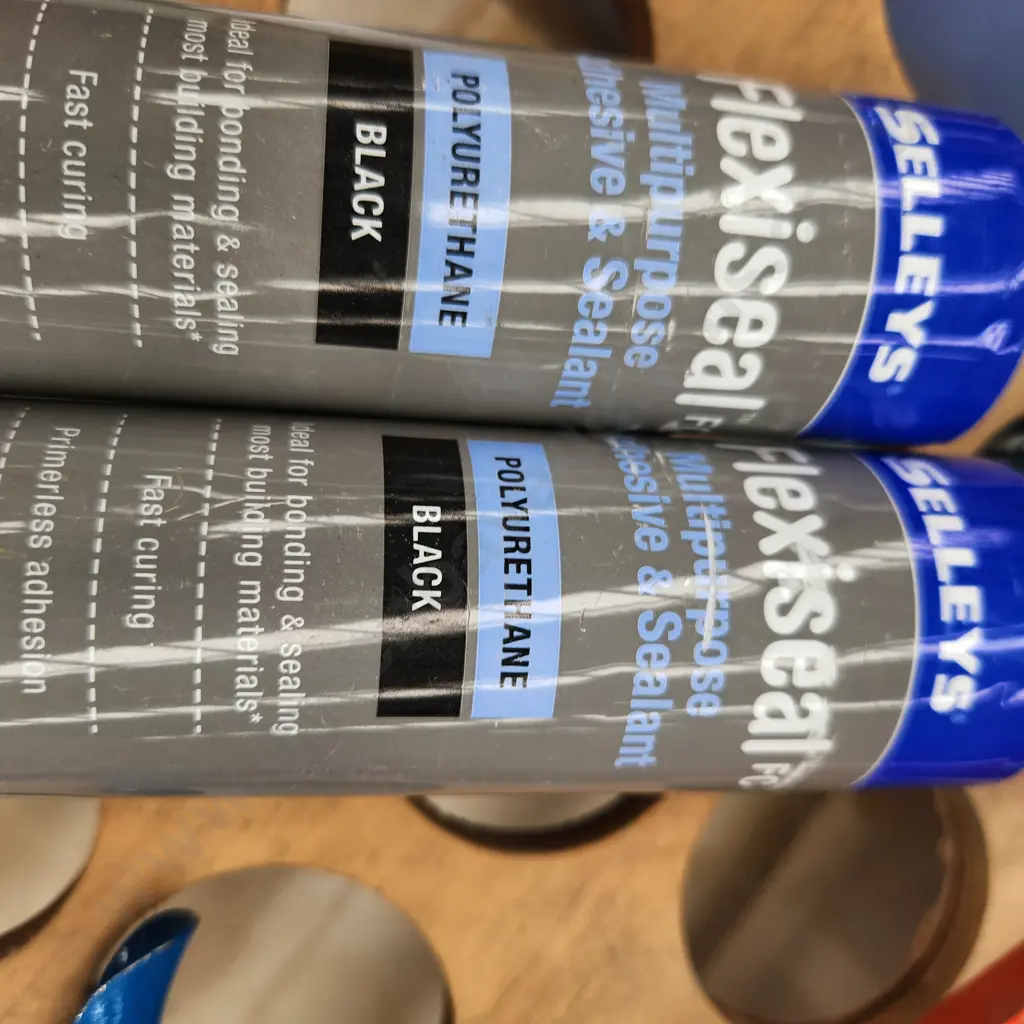 SELLEYS
Flexiseal
Multipurpose
Adhesive & Sealant
POLYURETHANE
BLACK
Ideal for bonding & sealing
most building materials*
Fast curing
SELLEYS
Flexiseal FC
Multipurpose
Adhesive & Sealant
POLYURETHANE
BLACK
Ideal for bonding & sealing
most building materials*
Fast curing
Primerless adhesion